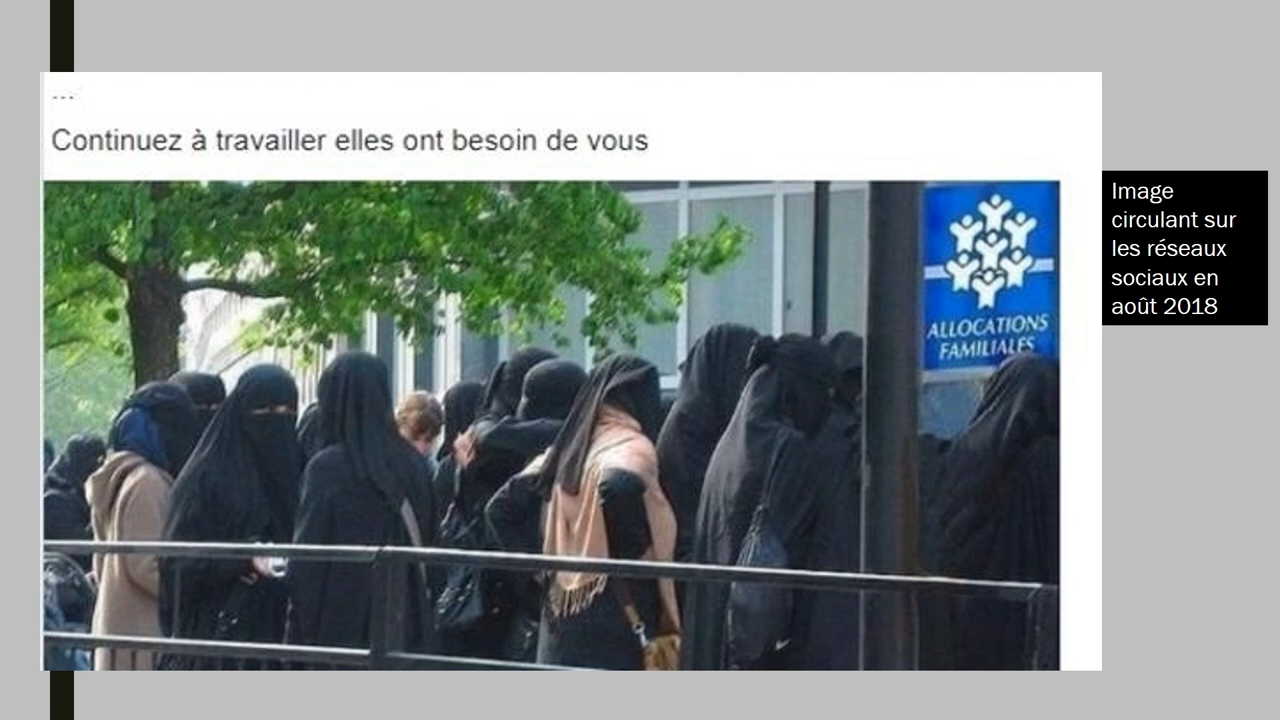 ...
Continuez à travailler elles ont besoin de vous
ALLOCATIONS
FAMILIALES
Image
circulant sur
les réseaux
sociaux en
août 2018